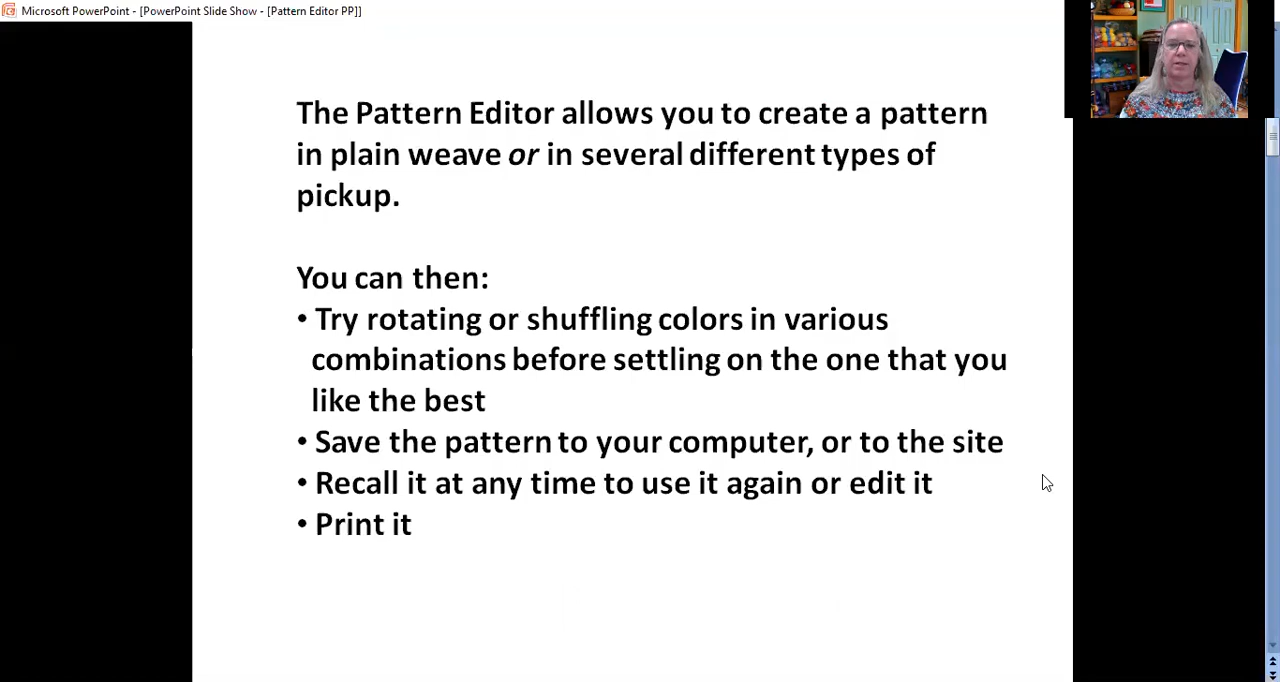 Microsoft PowerPoint - [PowerPoint Slide Show - [Pattern Editor PP]]
The Pattern Editor allows you to create a pattern
in plain weave or in several different types of
pickup.
You can then:
• Try rotating or shuffling colors in various
combinations before settling on the one that you
like the best
• Save the pattern to your computer, or to the site
• Recall it at any time to use it again or edit it
• Print it